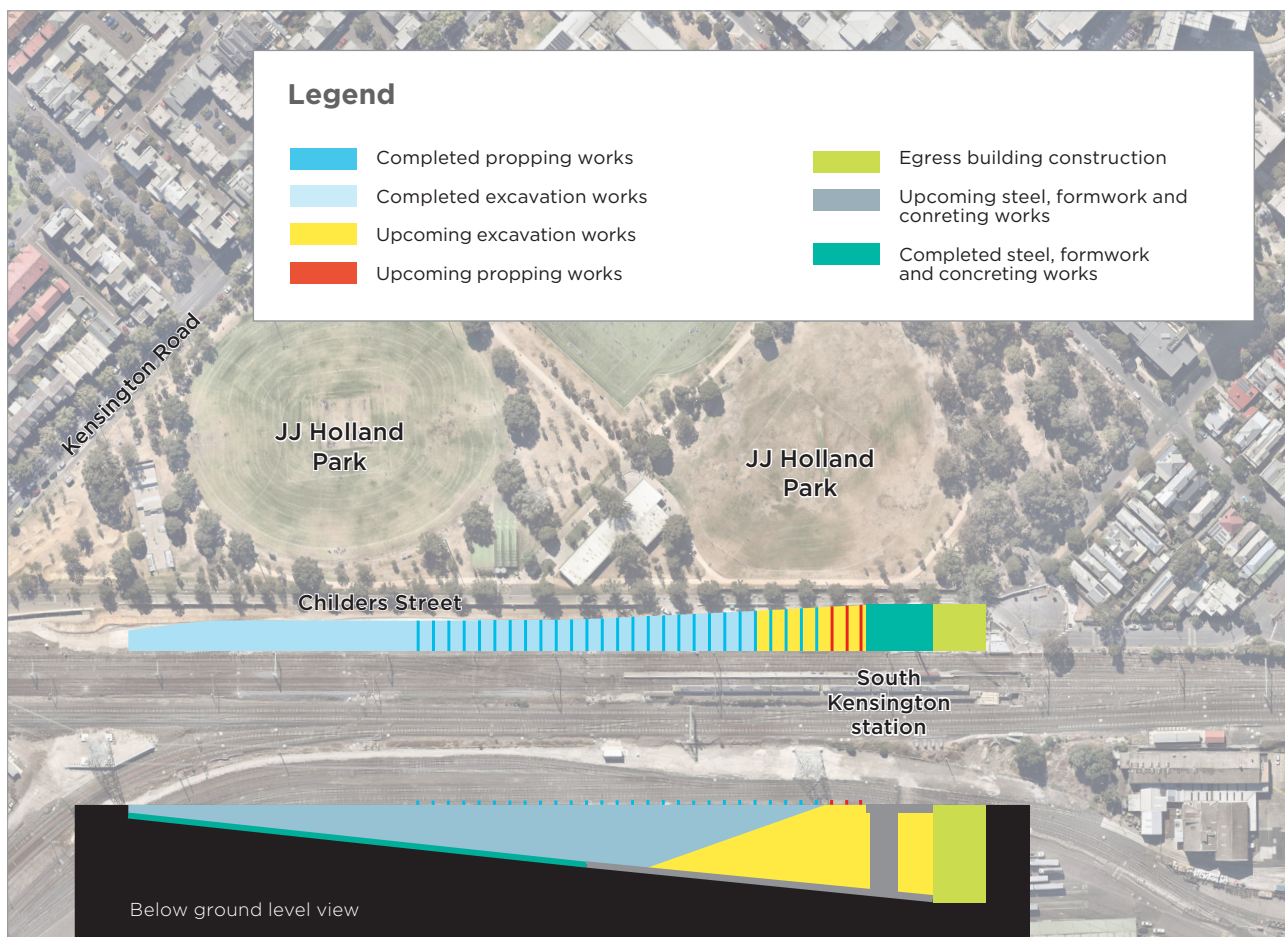 Legend
Completed propping works
Completed excavation works
Upcoming excavation works
Upcoming propping works
Egress building construction
Upcoming steel, formwork and
conreting works
Completed steel, formwork
and concreting works
Kensington Road
JJ Holland
Park
JJ Holland
Park
Childers Street
South
Kensington
station
Below ground level view